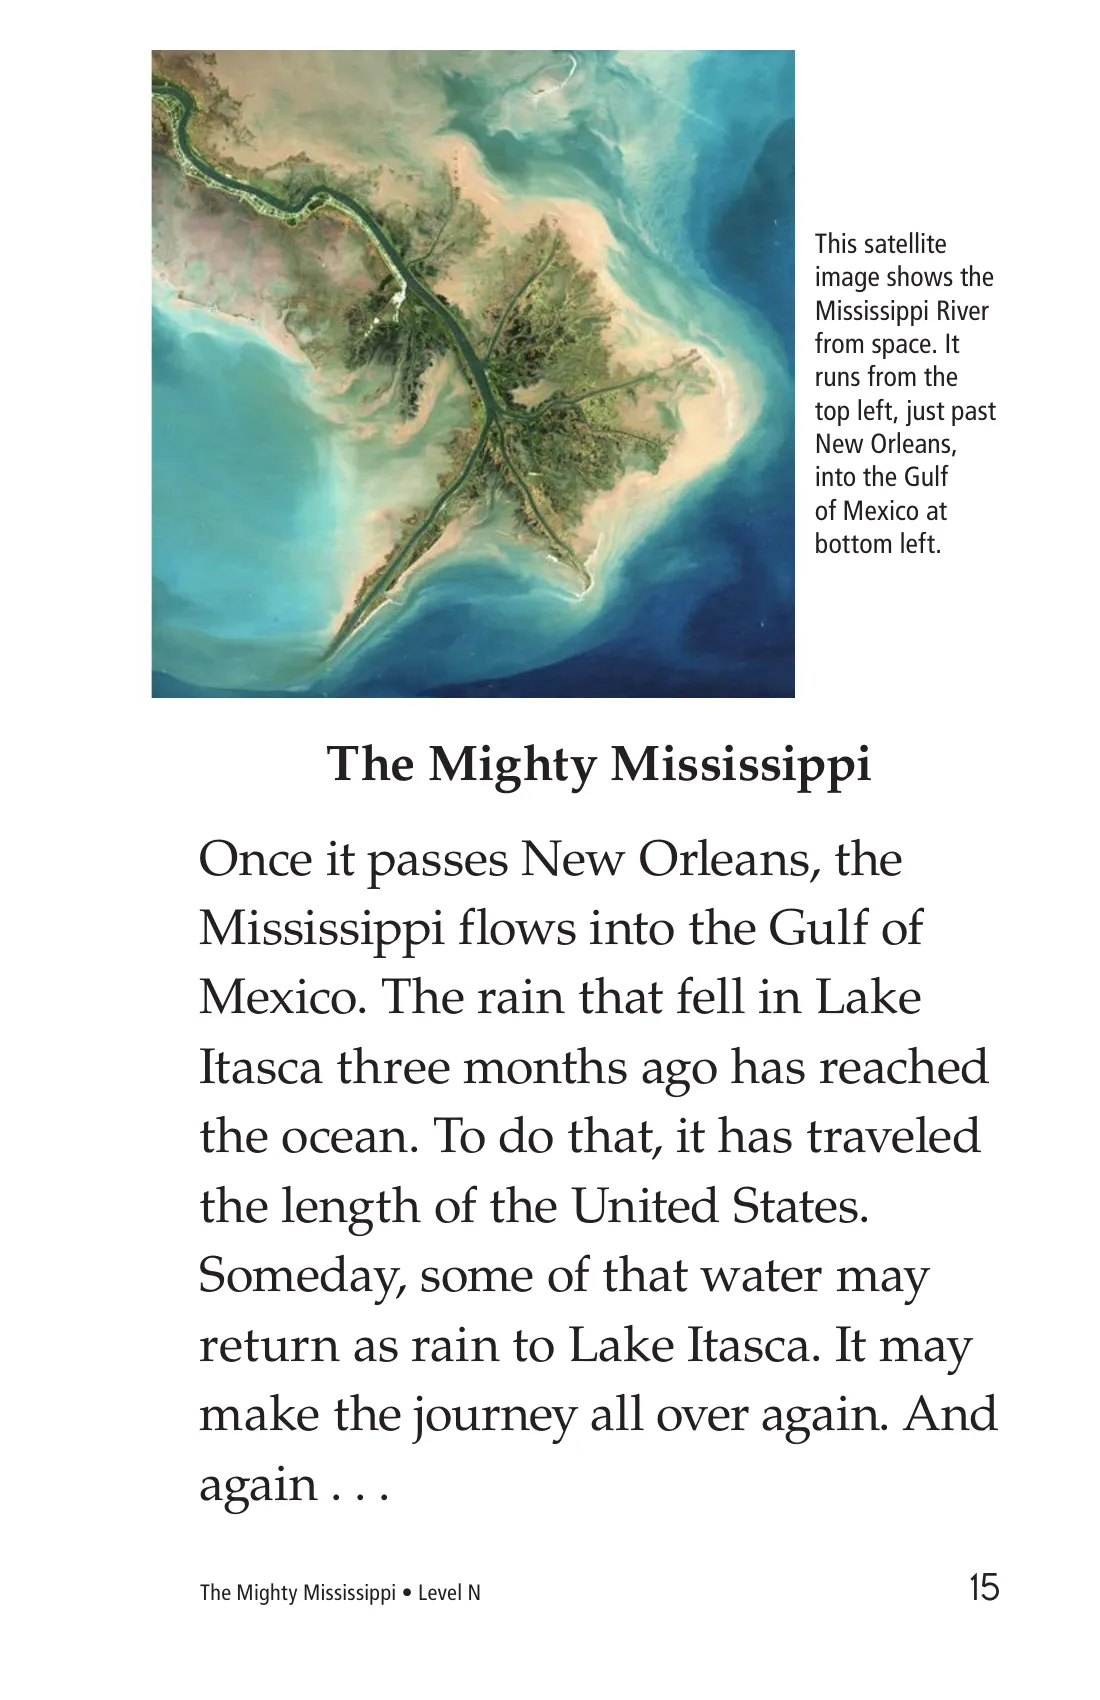 This satellite
image shows the
Mississippi River
from space. It
runs from the
top left, just past
New Orleans,
into the Gulf
of Mexico at
bottom left.
The Mighty Mississippi
Once it passes New Orleans, the
Mississippi flows into the Gulf of
Mexico. The rain that fell in Lake
Itasca three months ago has reached
the ocean. To do that, it has traveled
the length of the United States.
Someday, some of that water may
return as rain to Lake Itasca. It may
make the journey all over again. And
again . . .
The Mighty Mississippi • Level N
15